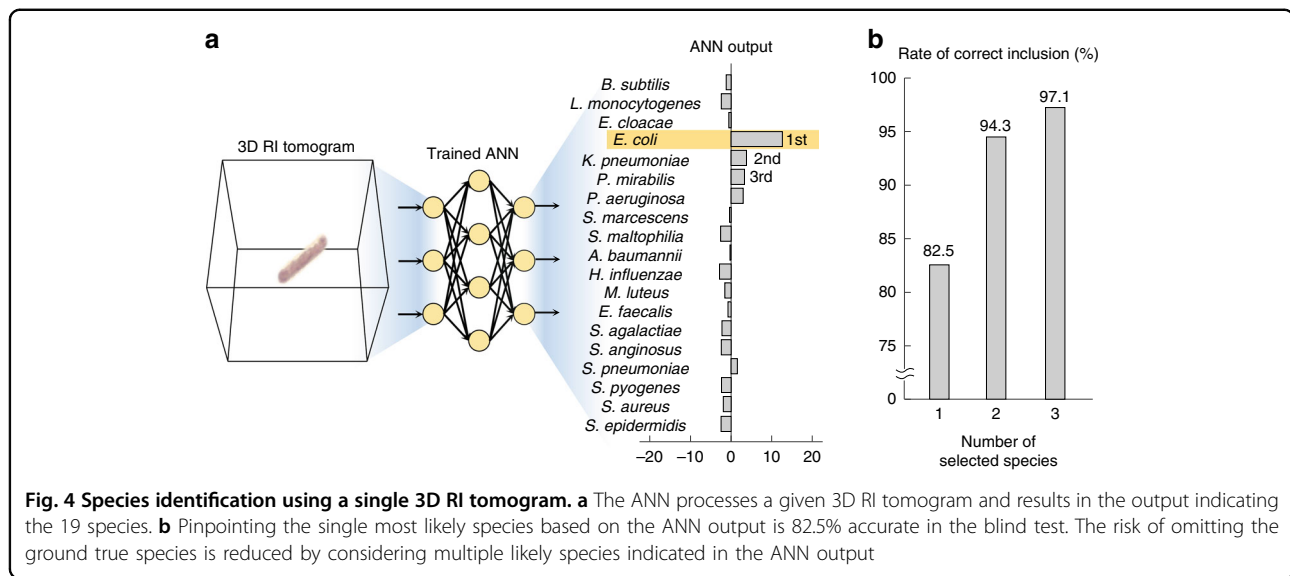 a
3D RI tomogram
Trained ANN
ANN output
B. subtilis
L. monocytogenes
E. cloacae
E. coli
1st
K. pneumoniae
2nd
P. mirabilis
3rd
P. aeruginosa
S. marcescens
S. maltophilia
A. baumannii
H. influenzae
M. luteus
E. faecalis
S. agalactiae
S. anginosus
S. pneumoniae
S. pyogenes
S. aureus
S. epidermidis
–20 –10 0 10 20
b
Rate of correct inclusion (%)
100
95
90
85
80
75
0
82.5
94.3
97.1
1 2 3
Number of
selected species
Fig. 4 Species identification using a single 3D RI tomogram. a The ANN processes a given 3D RI tomogram and results in the output indicating
the 19 species. b Pinpointing the single most likely species based on the ANN output is 82.5% accurate in the blind test. The risk of omitting the
ground true species is reduced by considering multiple likely species indicated in the ANN output